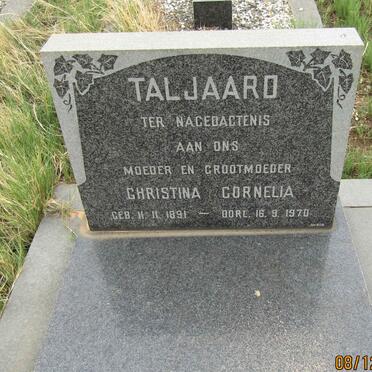 TALJAARD
TER NAGEDAGTENIS
AAN ONS
MOEDER EN GROOTMOEDER
CHRISTINA CORNELIA
GEB. 11. 11. 1891 — OORL. 16. 9. 1970
08/12